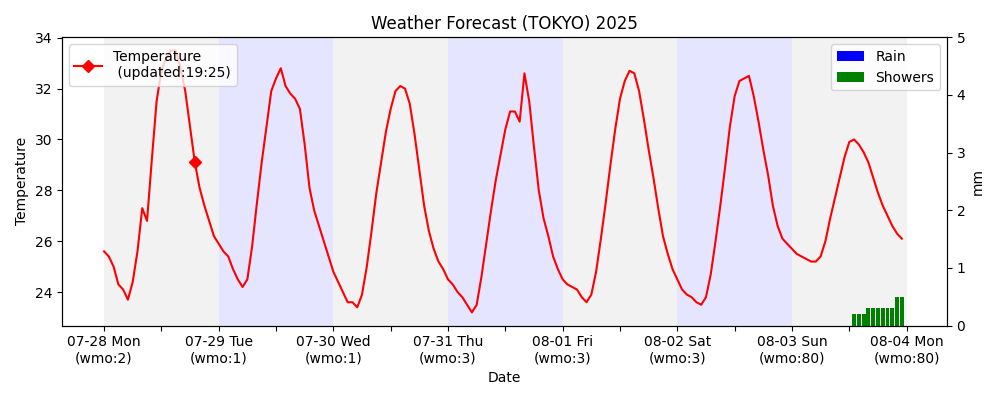 Weather Forecast (TOKYO) 2025
Temperature
(updated:19:25)
Rain
Showers
34
32
30
28
26
24
Temperature
5
4
3
2
1
0
mm
07-28 Mon
(wmo:2)
07-29 Tue
(wmo:1)
07-30 Wed
(wmo:1)
07-31 Thu
(wmo:3)
08-01 Fri
(wmo:3)
08-02 Sat
(wmo:3)
08-03 Sun
(wmo:80)
08-04 Mon
(wmo:80)
Date